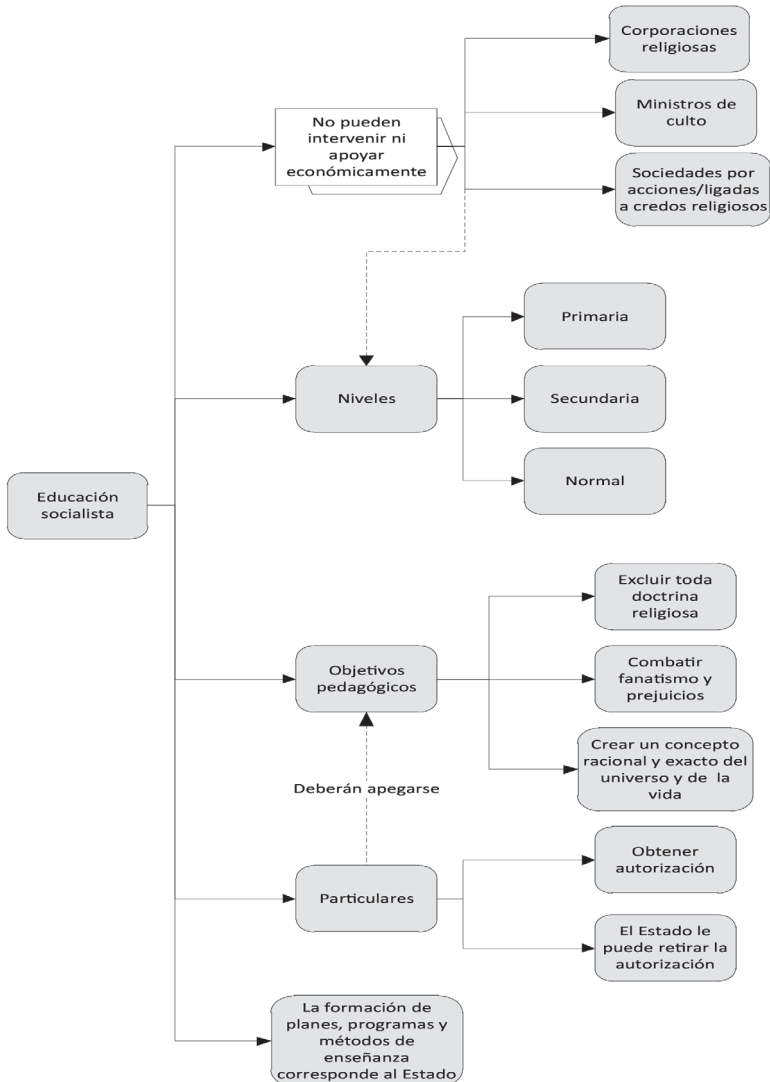 Corporaciones
religiosas
No pueden
intervenir ni
apoyar
económicamente
Ministros de
culto
Sociedades por
acciones/ligadas
a credos religiosos
Niveles
Primaria
Secundaria
Normal
Educación
socialista
Objetivos
pedagógicos
Excluir toda
doctrina
religiosa
Combatir
fanatismo y
prejuicios
Crear un concepto
racional y exacto del
universo y de la
vida
Deberán apegarse
Particulares
Obtener
autorización
El Estado le
puede retirar la
autorización
La formación de
planes, programas y
métodos de
enseñanza
corresponde al Estado